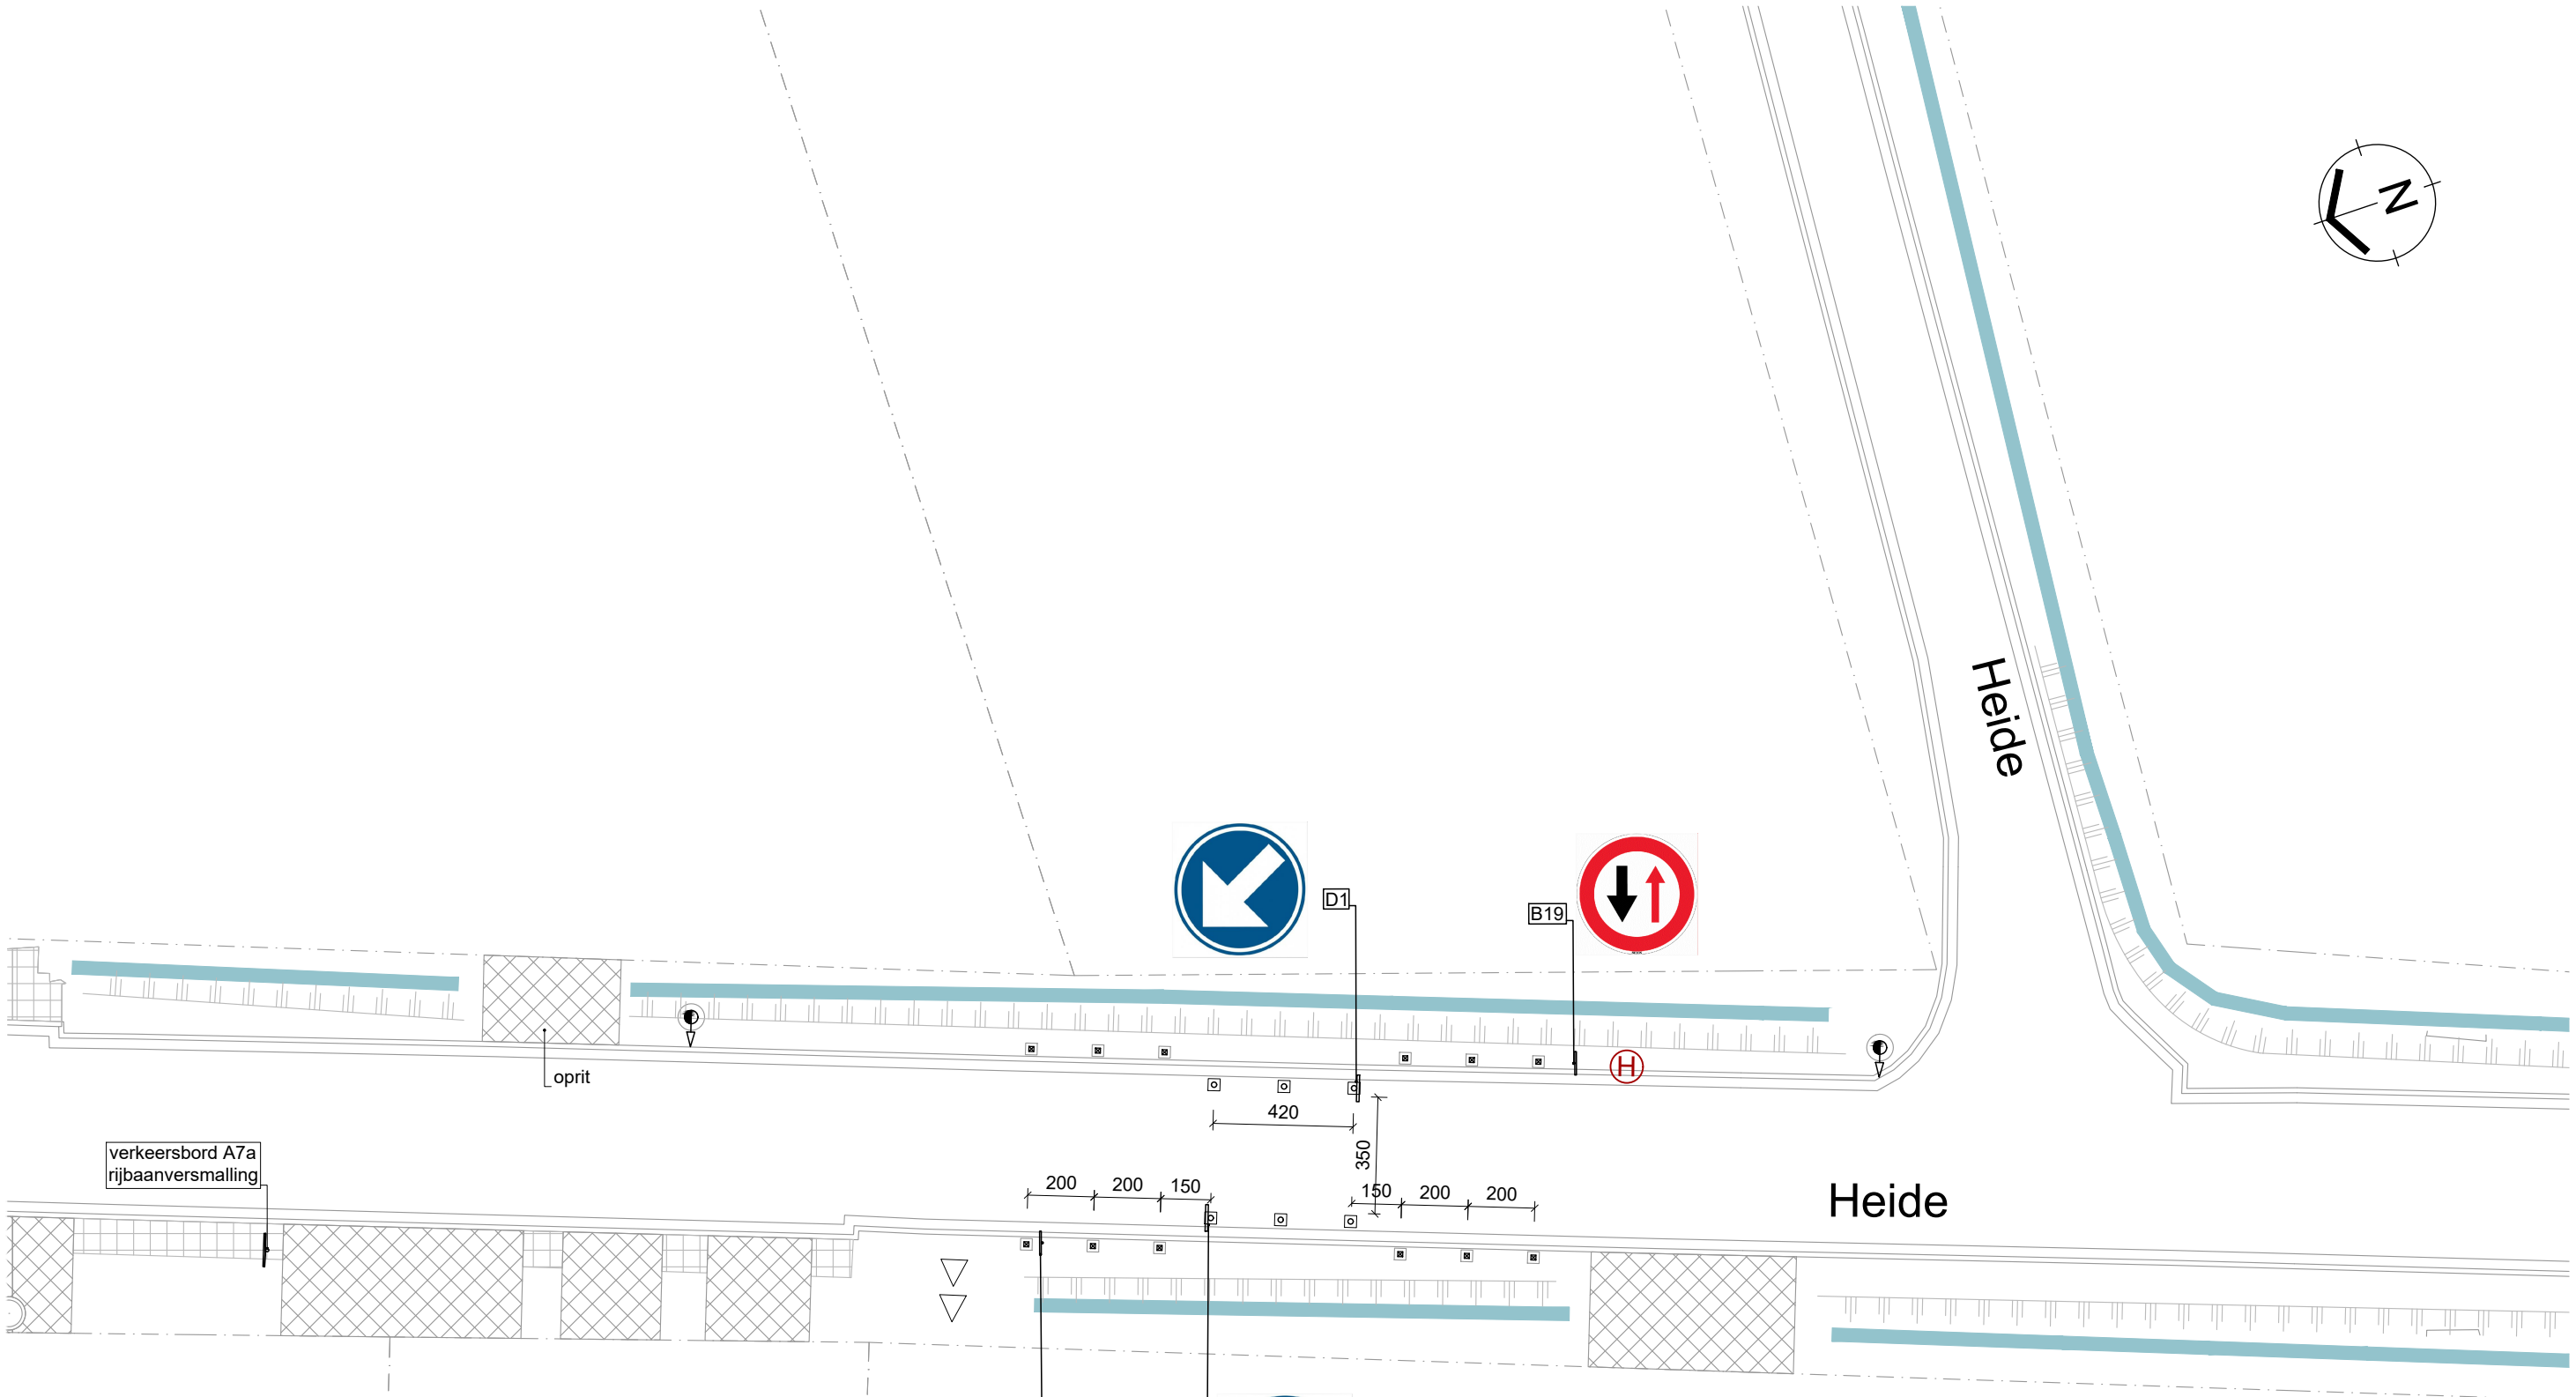 N
Heide
D1
B19
H
oprit
420
350
verkeersbord A7a
rijbaanversmalling
200
200
150
150
200
200
Heide